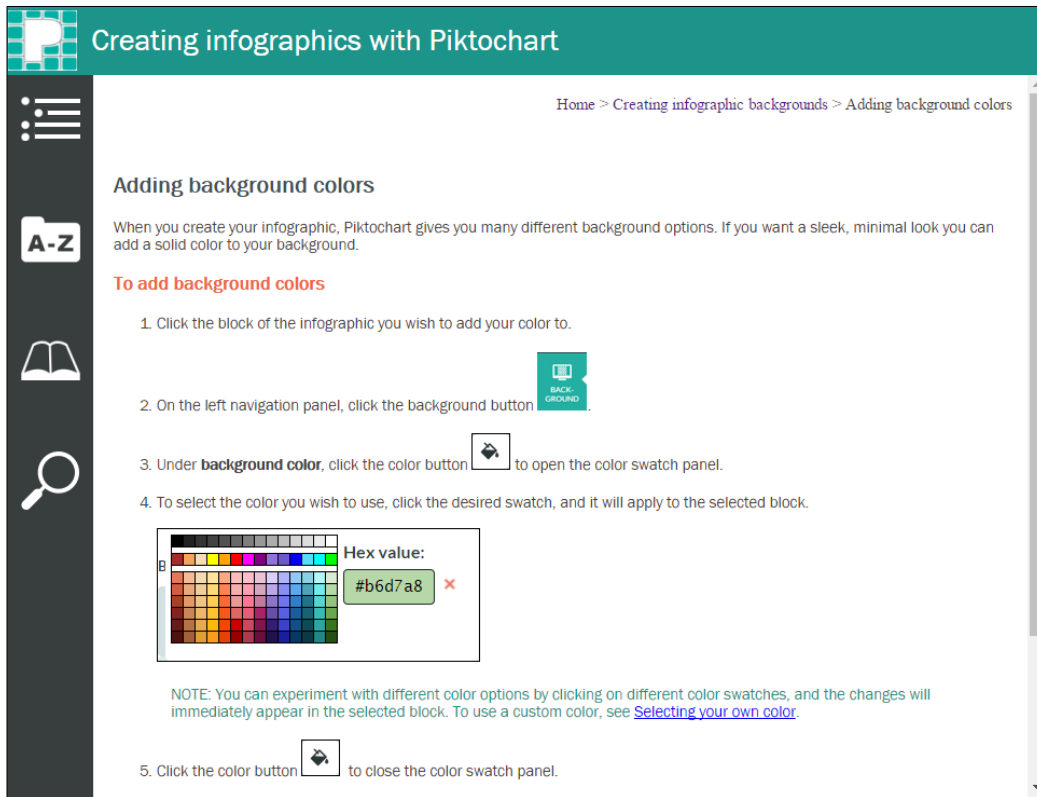 P
Creating infographics with Piktochart
Home > Creating infographic backgrounds > Adding background colors
A-Z
Adding background colors
When you create your infographic, Piktochart gives you many different background options. If you want a sleek, minimal look you can
add a solid color to your background.
To add background colors
1. Click the block of the infographic you wish to add your color to.
BACK-
GROUND
2. On the left navigation panel, click the background button .
3. Under background color, click the color button to open the color swatch panel.
4. To select the color you wish to use, click the desired swatch, and it will apply to the selected block.
Hex value:
B
#b6d7a8 ×
NOTE: You can experiment with different color options by clicking on different color swatches, and the changes will
immediately appear in the selected block. To use a custom color, see Selecting your own color.
5. Click the color button to close the color swatch panel.